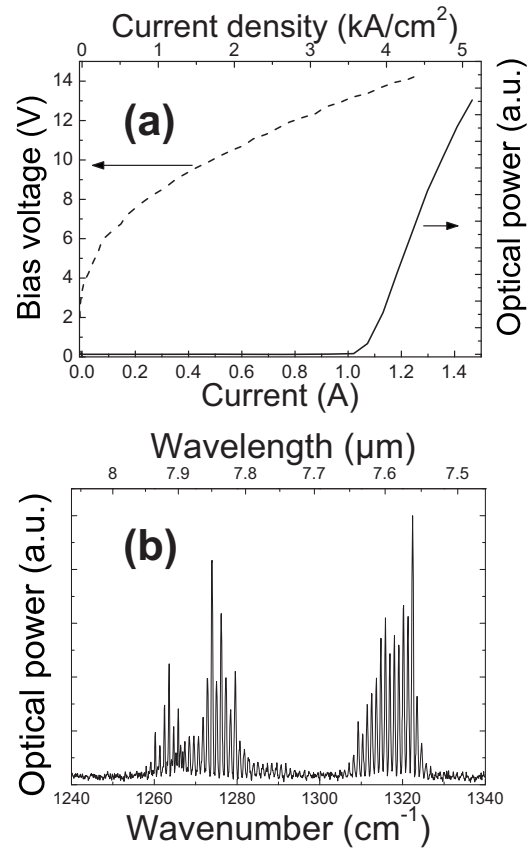 Current density (kA/cm²)
0 1 2 3 4 5
(a)
Bias voltage (V)
14
12
10
8
6
4
2
0
Optical power (a.u.)
0.0 0.2 0.4 0.6 0.8 1.0 1.2 1.4
Current (A)
Wavelength (µm)
8 7.9 7.8 7.7 7.6 7.5
(b)
Optical power (a.u.)
1240 1260 1280 1300 1320 1340
Wavenumber (cm⁻¹)